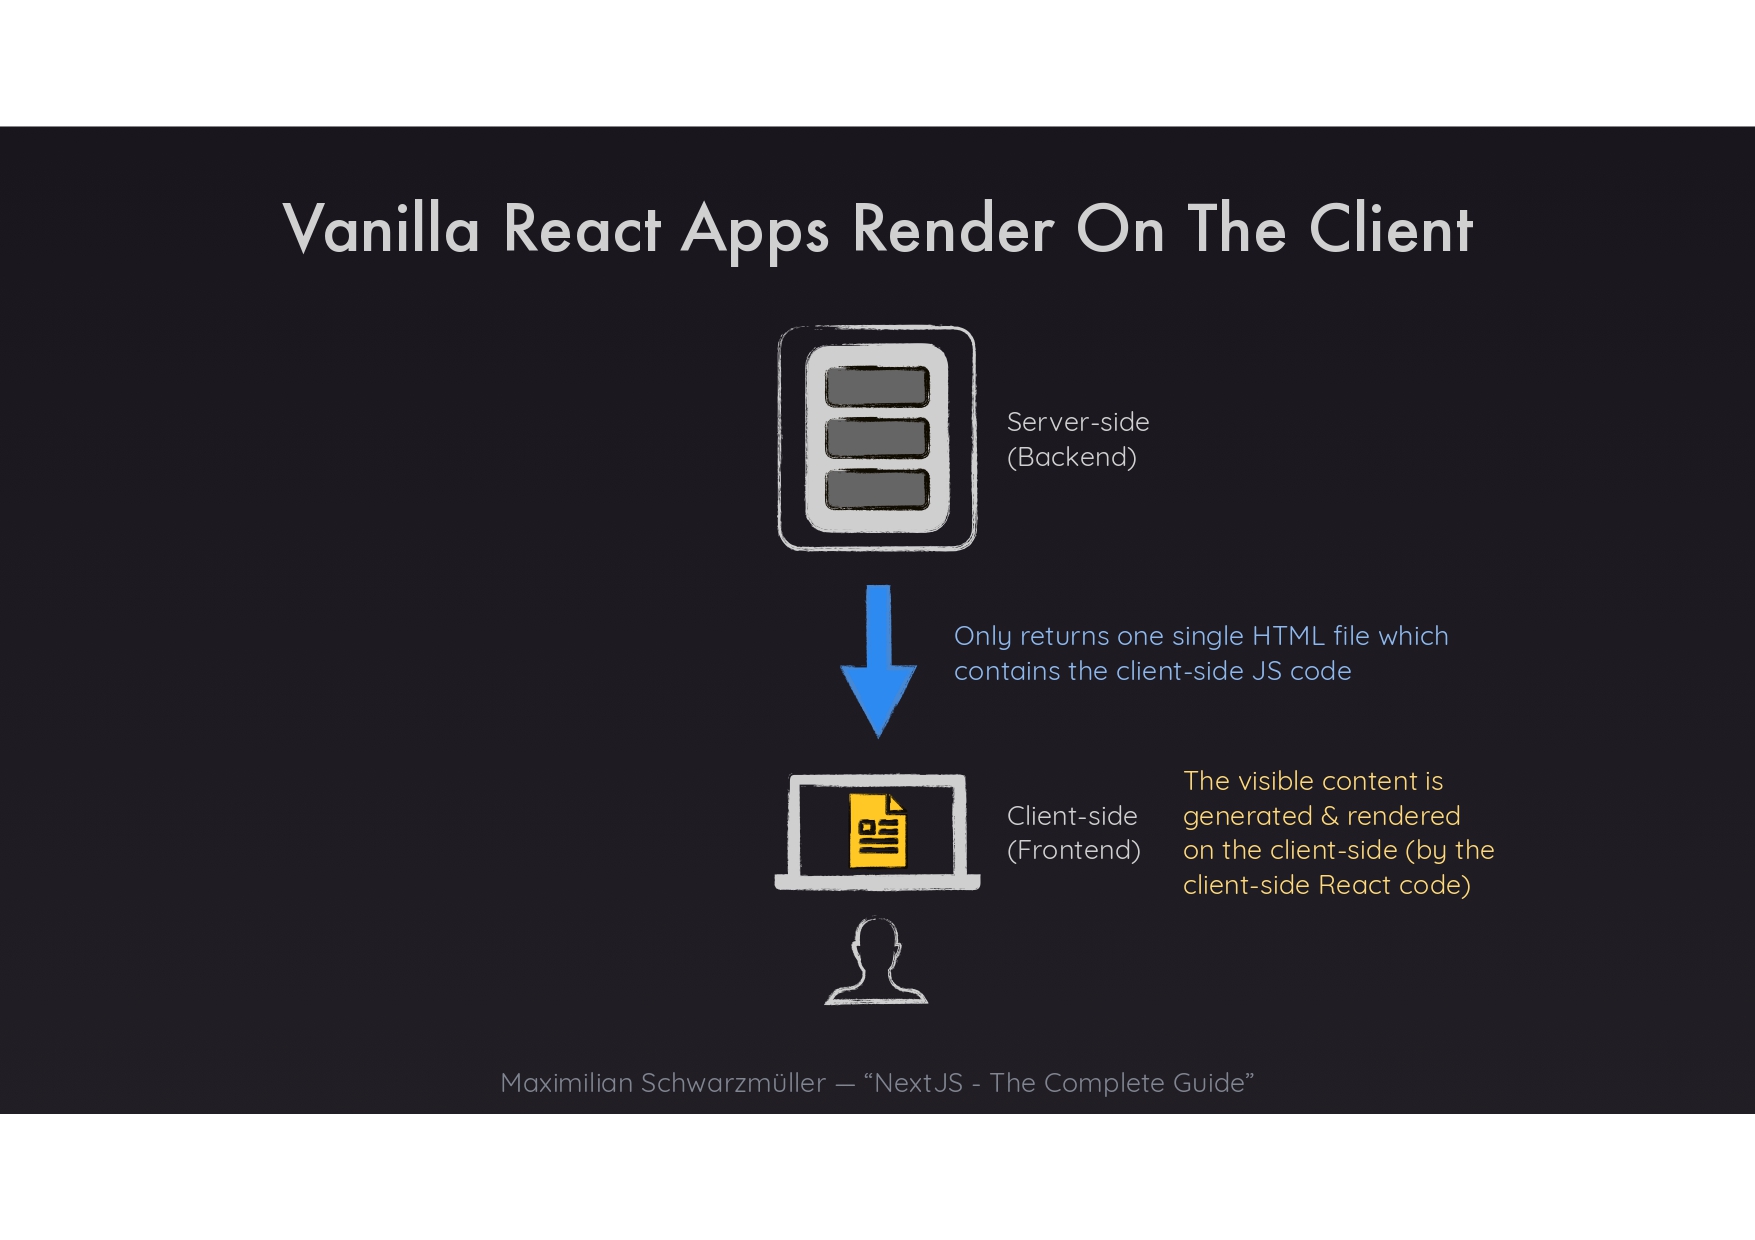 Vanilla React Apps Render On The Client
Server-side
(Backend)
Only returns one single HTML file which
contains the client-side JS code
Client-side
(Frontend)
The visible content is
generated & rendered
on the client-side (by the
client-side React code)
Maximilian Schwarzmüller — “NextJS - The Complete Guide”